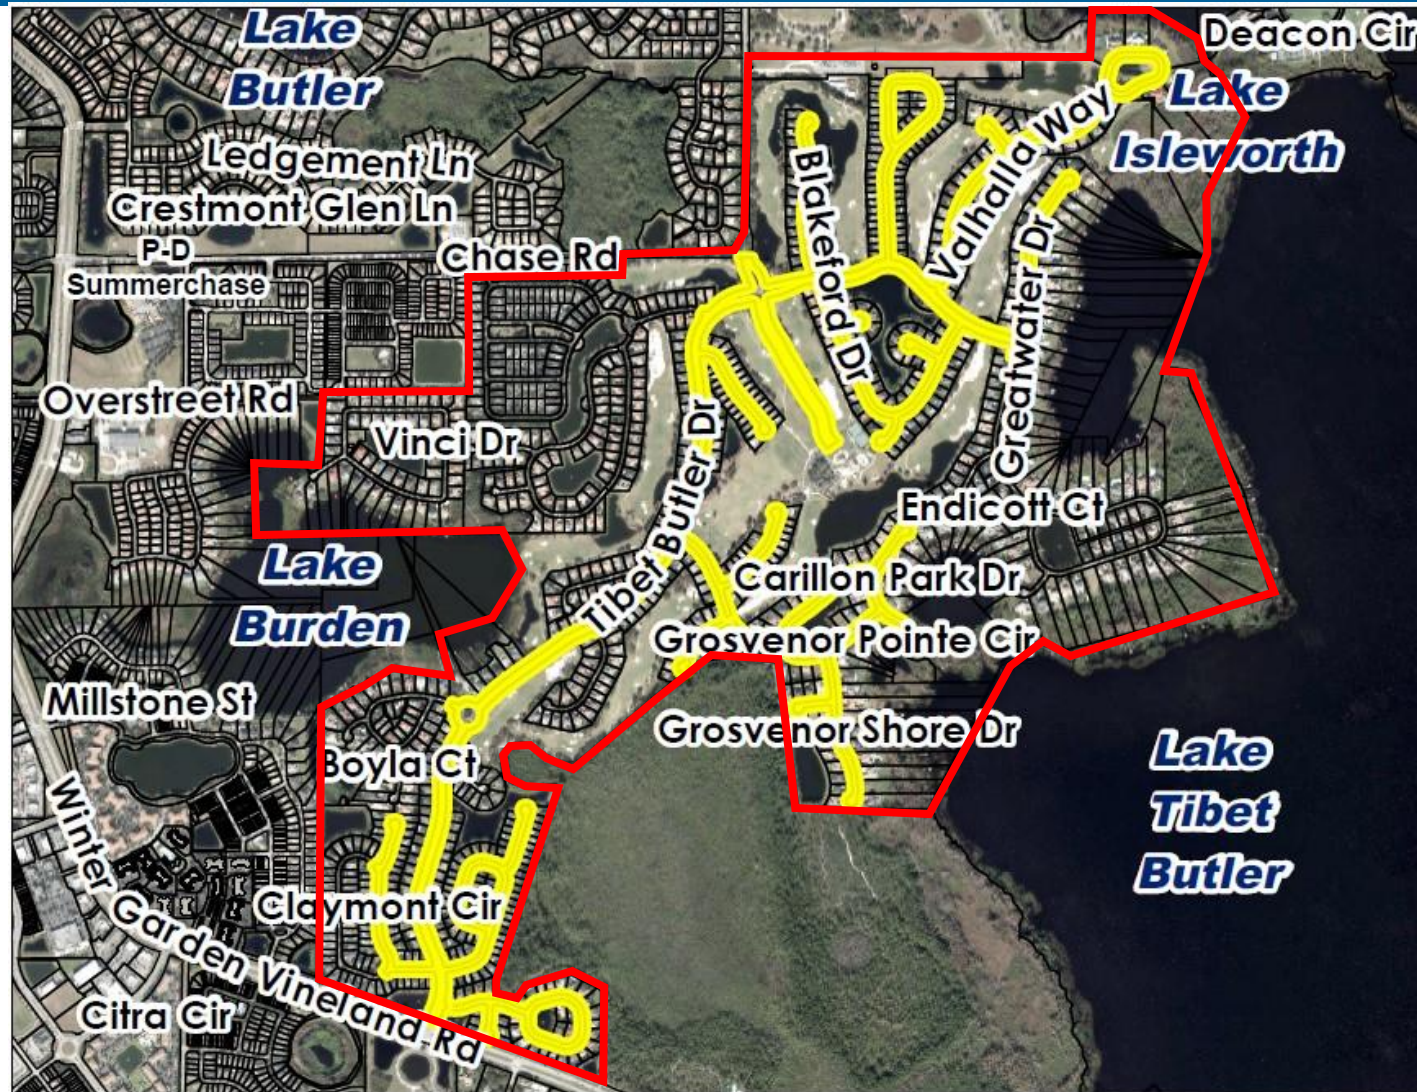 Lake
Butler
Deacon Cir
Lake
Isleworth
Valhalla Way
Ledgement Ln
Crestmont Glen Ln
Blakeford Dr
P-D
Summerchase
Chase Rd
Greatwater Dr
Overstreet Rd
Vinci Dr
Tibet Butler Dr
Endicott Ct
Lake
Burden
Carillon Park Dr
Grosvenor Pointe Cir
Millstone St
Grosvenor Shore Dr
Boyla Ct
Lake
Tibet
Butler
Winter Garden Vineland Rd
Claymont Cir
Citra Cir